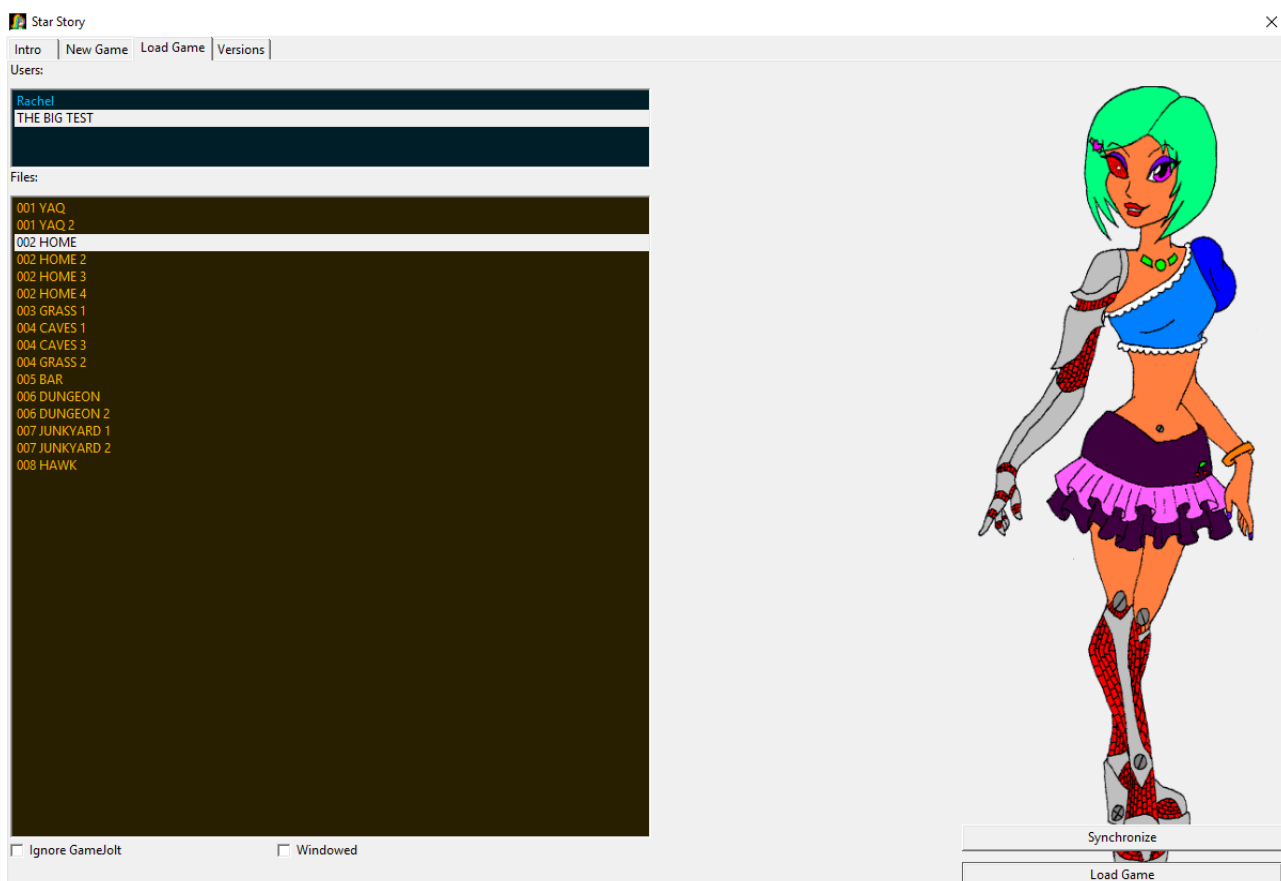 Star Story
Intro New Game Load Game Versions
Users:
Rachel
THE BIG TEST
Files:
001 YAQ
001 YAQ 2
002 HOME
002 HOME 2
002 HOME 3
002 HOME 4
003 GRASS 1
004 CAVES 1
004 CAVES 3
004 GRASS 2
005 BAR
006 DUNGEON
006 DUNGEON 2
007 JUNKYARD 1
007 JUNKYARD 2
008 HAWK
Ignore GameJolt Windowed
Synchronize
Load Game